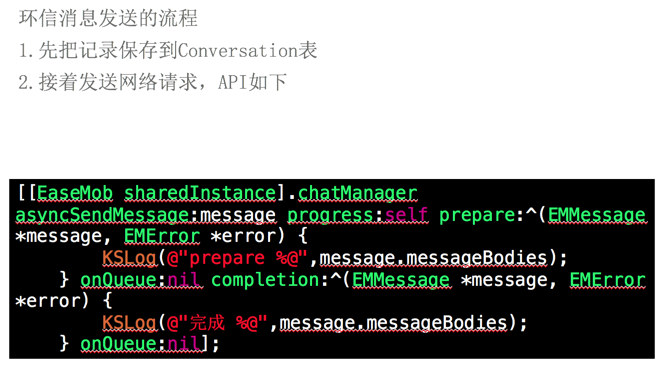 环信消息发送的流程
1.先把记录保存到Conversation表
2.接着发送网络请求，API如下
[[EaseMob sharedInstance].chatManager
asyncSendMessage:message progress:self prepare:^(EMMessage
*message, EMError *error) {
KSLog(@"prepare %@",message.messageBodies);
} onQueue:nil completion:^(EMMessage *message, EMError
*error) {
KSLog(@"完成 %@",message.messageBodies);
} onQueue:nil];